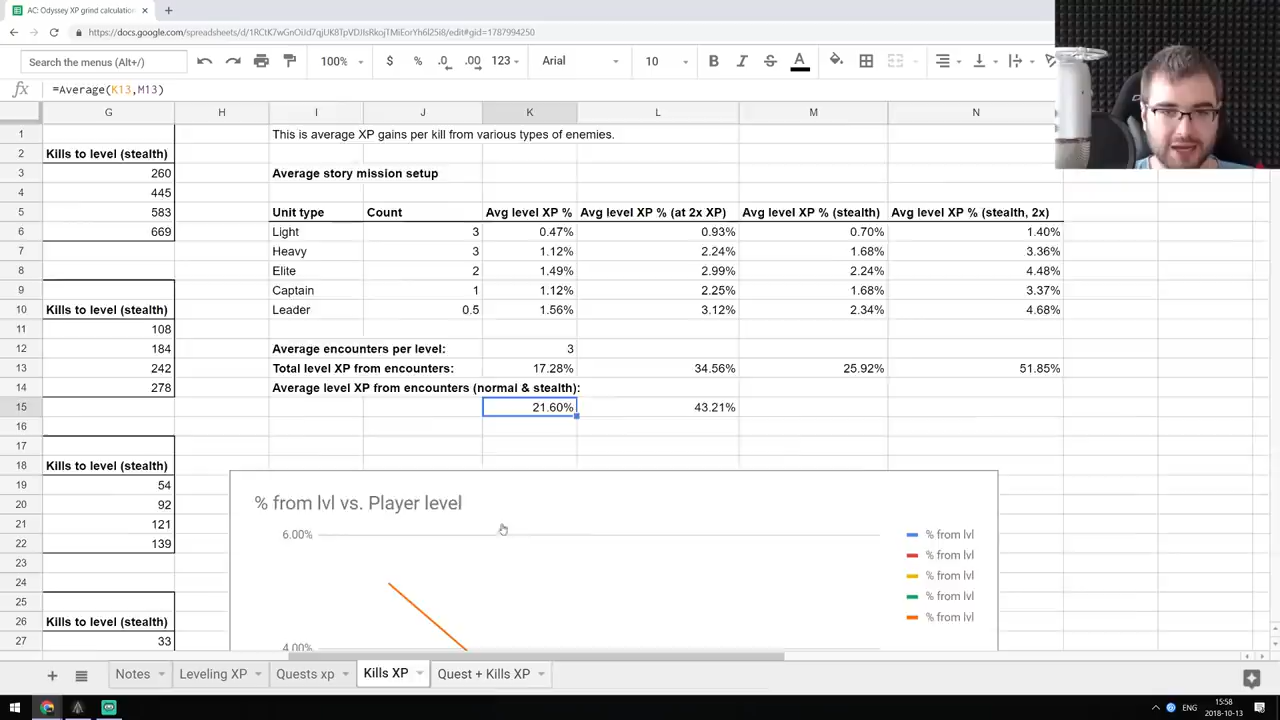 AC: Odyssey XP grind calculation
https://docs.google.com/spreadsheets/d/1RCtK7wGnOiJd7qjUK8TpVDJIsRkojTMiEorYh6l25i8/edit#gid=1787994250
Search the menus (Alt+/)
100%
$ % .0 .00 123
Arial
10
B I S A
fx =Average(K13,M13)
G H I J K L M N
1 This is average XP gains per kill from various types of enemies.
2 Kills to level (stealth)
3 260 Average story mission setup
4 445
5 583 Unit type Count Avg level XP % Avg level XP % (at 2x XP) Avg level XP % (stealth) Avg level XP % (stealth, 2x)
6 669 Light 3 0.47% 0.93% 0.70% 1.40%
7 Heavy 3 1.12% 2.24% 1.68% 3.36%
8 Elite 2 1.49% 2.99% 2.24% 4.48%
9 Captain 1 1.12% 2.25% 1.68% 3.37%
10 Kills to level (stealth) Leader 0.5 1.56% 3.12% 2.34% 4.68%
11 108
12 184 Average encounters per level: 3
13 242 Total level XP from encounters: 17.28% 34.56% 25.92% 51.85%
14 278 Average level XP from encounters (normal & stealth):
15 21.60% 43.21%
16
17
18 Kills to level (stealth)
19 54
20 92
21 121
22 139
23
24
25
26 Kills to level (stealth)
27 33
% from lvl vs. Player level
6.00%
4.00%
% from lvl
% from lvl
% from lvl
% from lvl
% from lvl
Notes Leveling XP Quests xp Kills XP Quest + Kills XP
ENG
15:58
2018-10-13